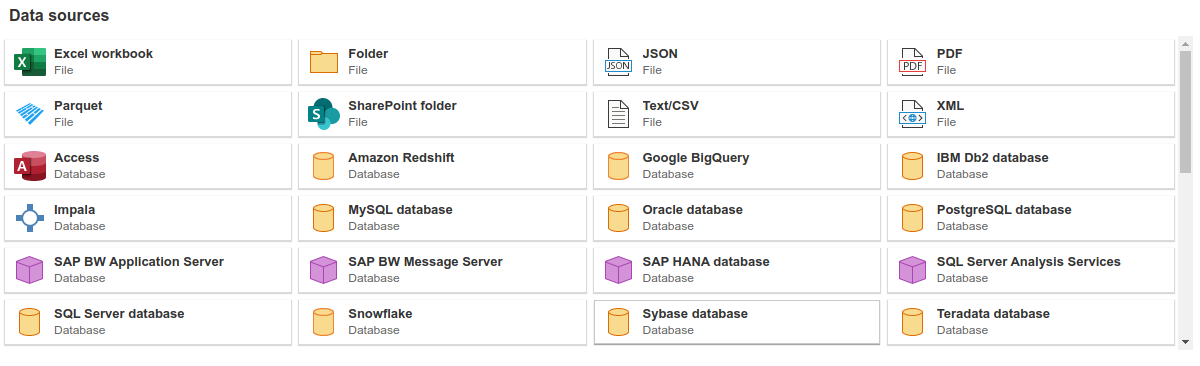 Data sources
Excel workbook
File
Folder
File
JSON
JSON
File
PDF
PDF
File
Parquet
File
S
SharePoint folder
File
Text/CSV
File
XML
File
A
Access
Database
Amazon Redshift
Database
Google BigQuery
Database
IBM Db2 database
Database
Impala
Database
MySQL database
Database
Oracle database
Database
PostgreSQL database
Database
SAP BW Application Server
Database
SAP BW Message Server
Database
SAP HANA database
Database
SQL Server Analysis Services
Database
SQL Server database
Database
Snowflake
Database
Sybase database
Database
Teradata database
Database